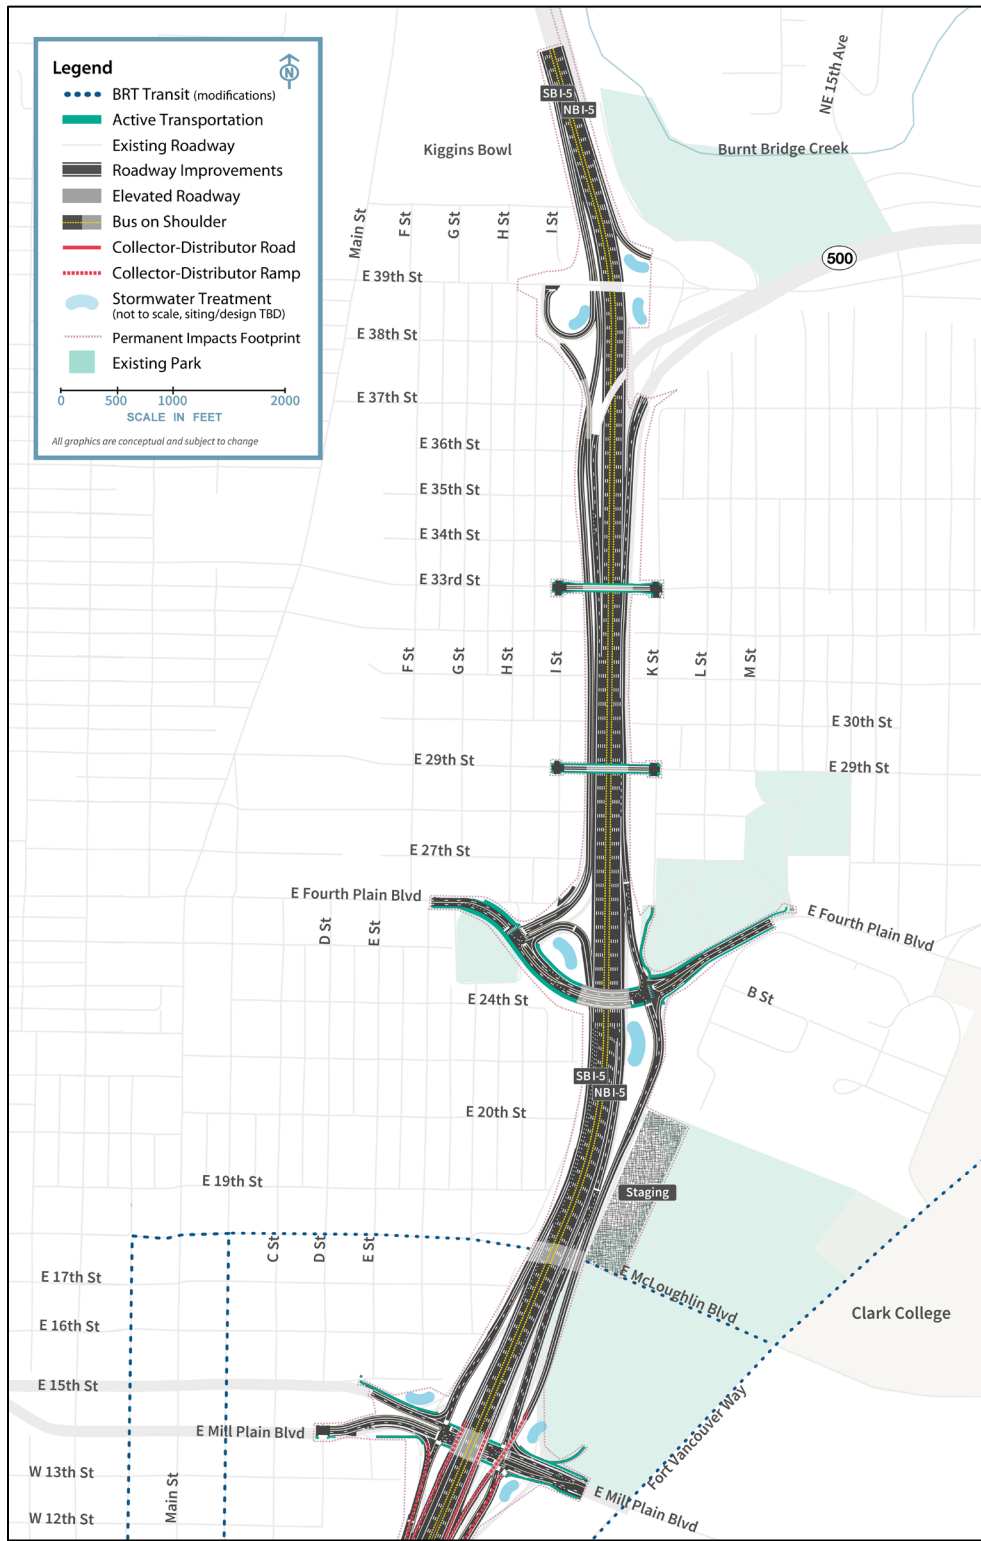 Legend
N
BRT Transit (modifications)
Active Transportation
Existing Roadway
Roadway Improvements
Elevated Roadway
Bus on Shoulder
Collector-Distributor Road
Collector-Distributor Ramp
Stormwater Treatment
(not to scale, siting/design TBD)
Permanent Impacts Footprint
Existing Park
0 500 1000 2000
SCALE IN FEET
All graphics are conceptual and subject to change
SB I-5
NB I-5
NE 15th Ave
Kiggins Bowl
Burnt Bridge Creek
Main St
F St
G St
H St
I St
500
E 39th St
E 38th St
E 37th St
E 36th St
E 35th St
E 34th St
E 33rd St
F St
G St
H St
I St
K St
L St
M St
E 30th St
E 29th St
E 29th St
E 27th St
E Fourth Plain Blvd
E Fourth Plain Blvd
D St
E St
E 24th St
B St
SB I-5
NB I-5
E 20th St
E 19th St
Staging
C St
D St
E St
E 17th St
E McLoughlin Blvd
Clark College
E 16th St
E 15th St
E Mill Plain Blvd
Fort Vancouver Way
W 13th St
Main St
E Mill Plain Blvd
W 12th St